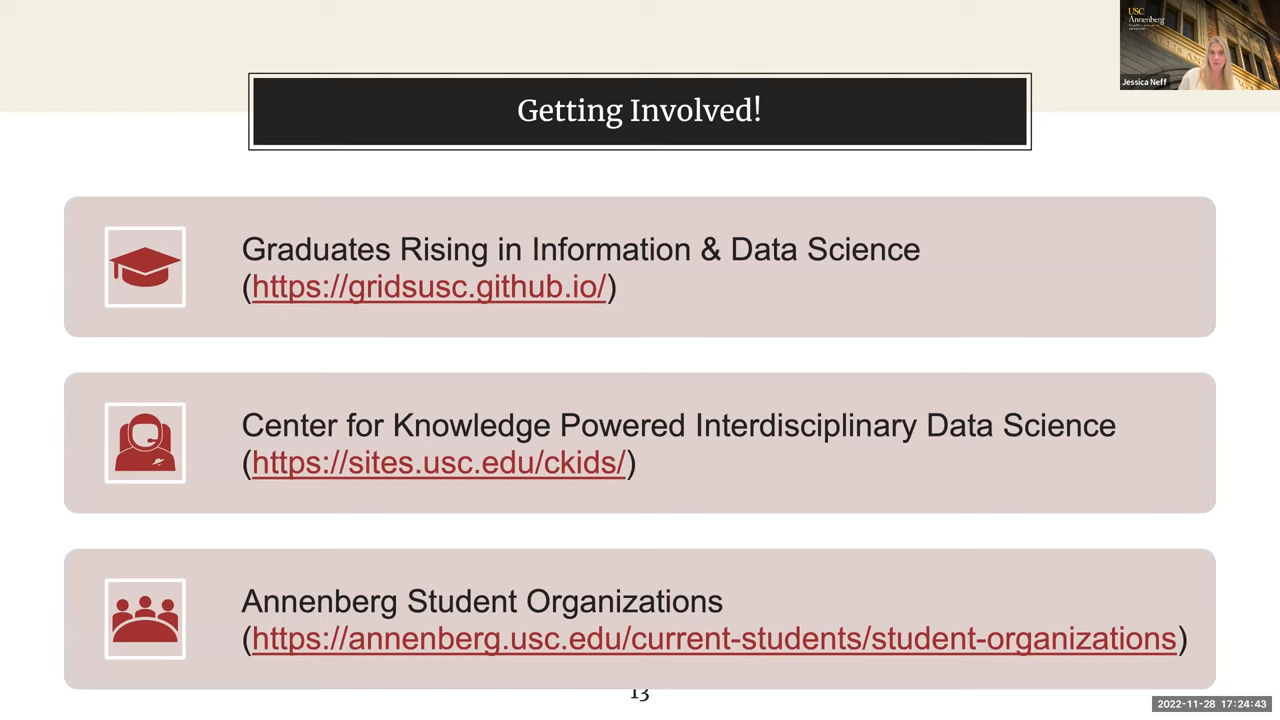 USC
Annenberg
Jessica Neff
Getting Involved!
Graduates Rising in Information & Data Science
(https://gridsusc.github.io/)
Center for Knowledge Powered Interdisciplinary Data Science
(https://sites.usc.edu/ckids/)
Annenberg Student Organizations
(https://annenberg.usc.edu/current-students/student-organizations)
13
2022-11-28 17:24:43